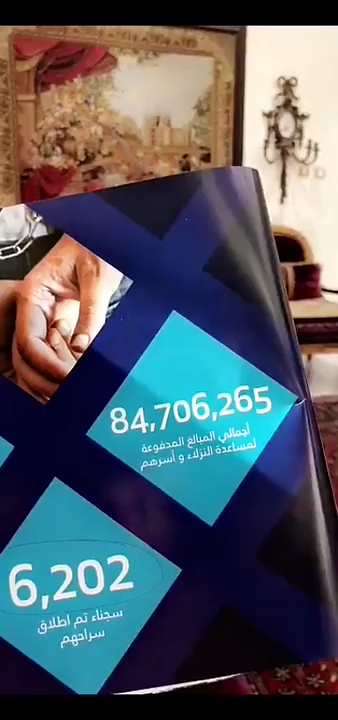 84,706,265
أجمالي المبالغ المدفوعة
لمساعدة النزلاء و أسرهم
6,202
سجناء تم اطلاق
سراحهم